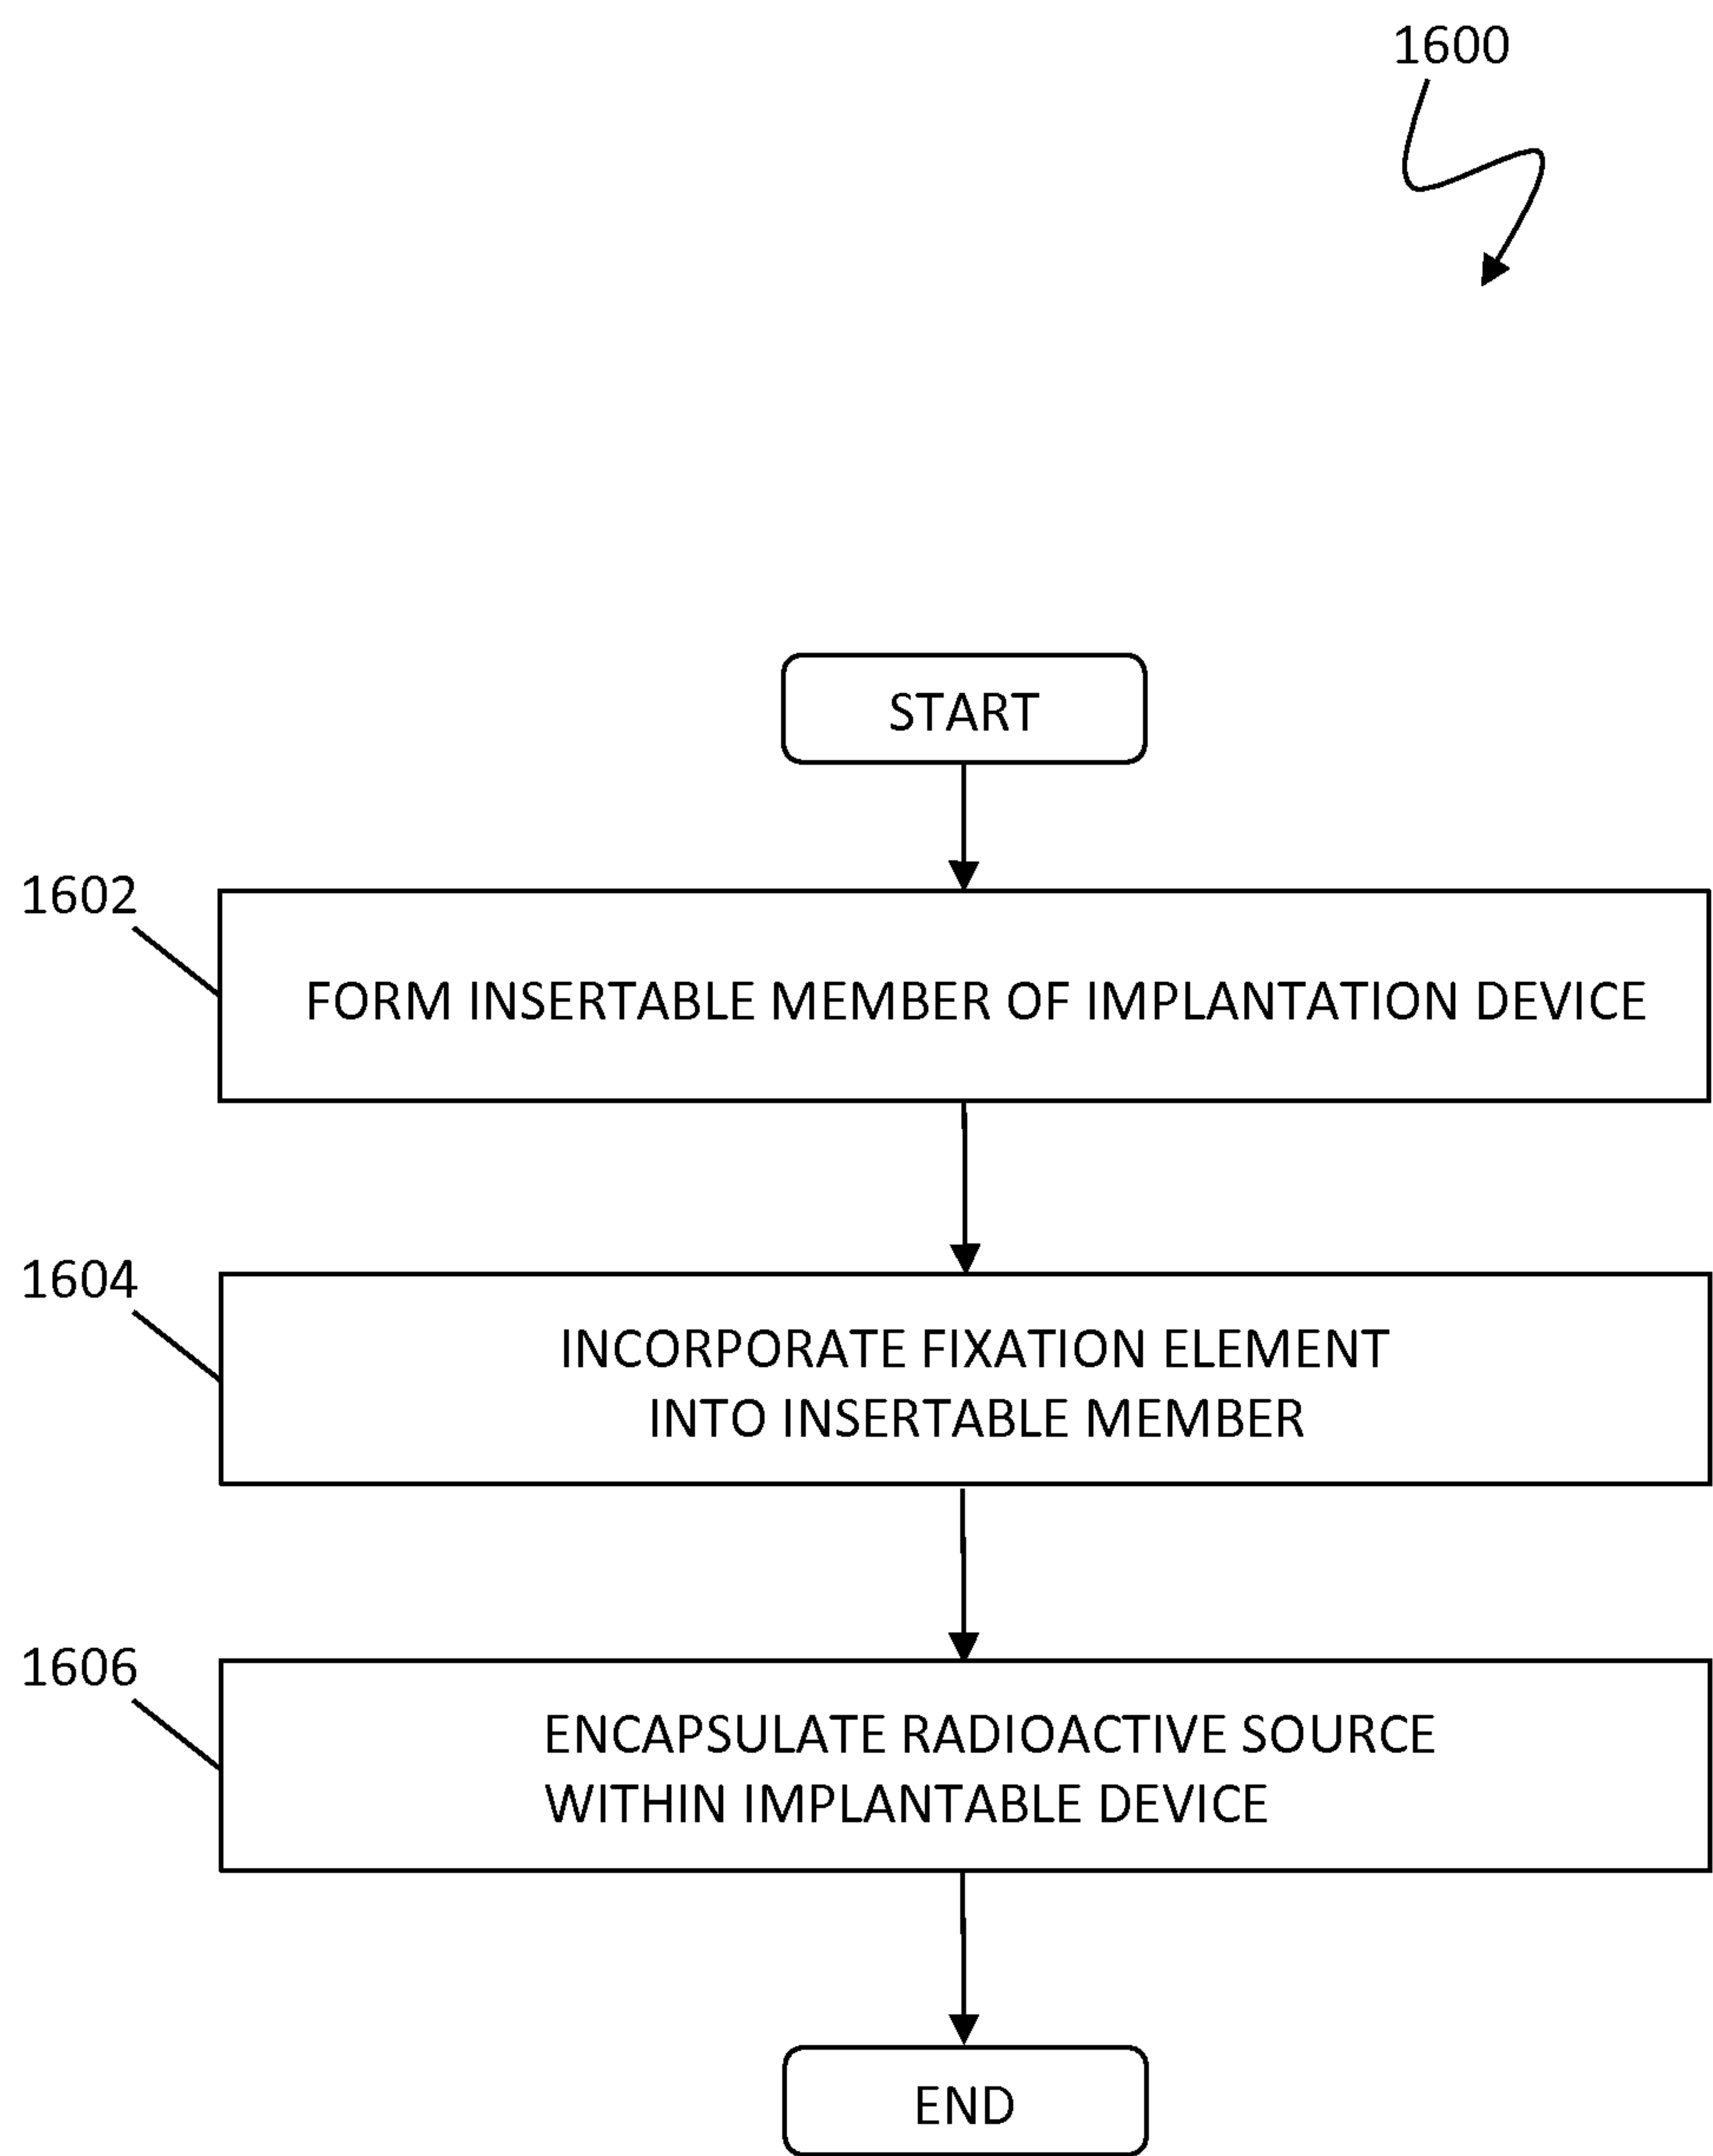 1600
START
1602
FORM INSERTABLE MEMBER OF IMPLANTATION DEVICE
1604
INCORPORATE FIXATION ELEMENT
INTO INSERTABLE MEMBER
1606
ENCAPSULATE RADIOACTIVE SOURCE
WITHIN IMPLANTABLE DEVICE
END